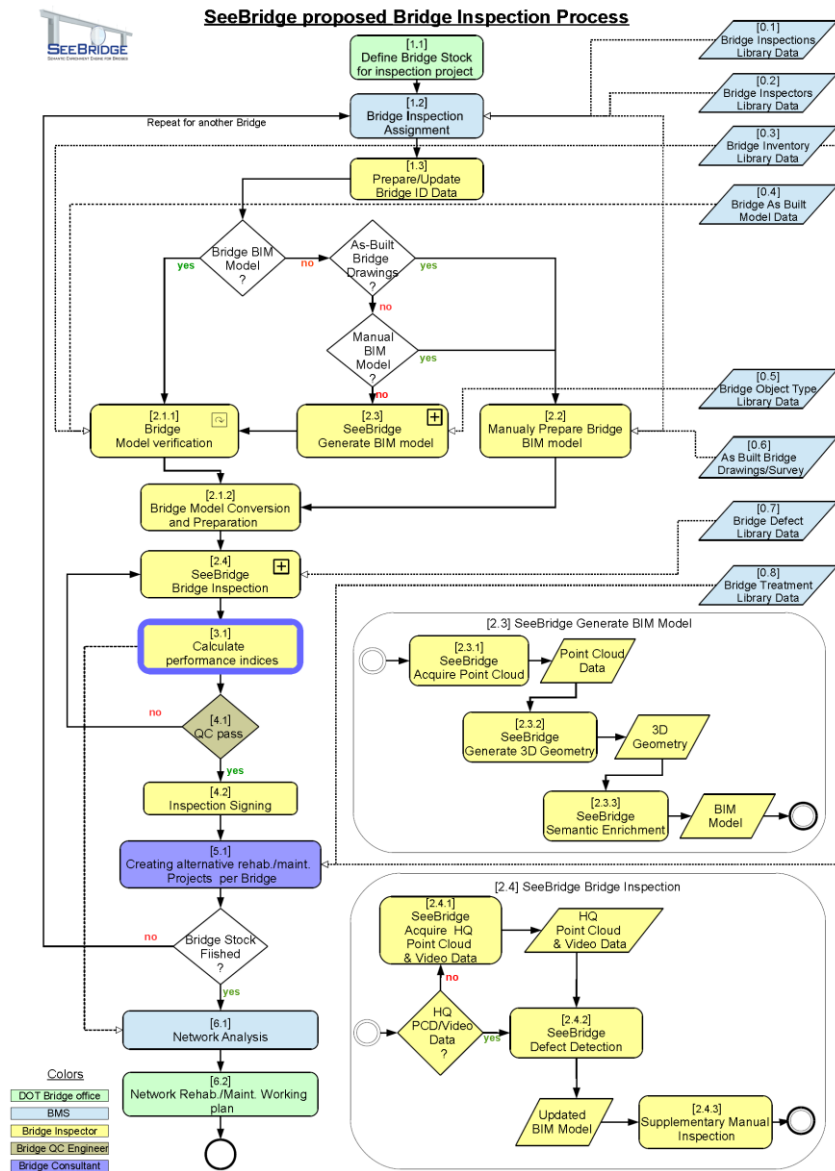 SeeBridge proposed Bridge Inspection Process
SEEBRIDGE
SEMANTIC ENRICHMENT ENGINE FOR BRIDGES
[1.1]
Define Bridge Stock
for inspection project
[0.1]
Bridge Inspections
Library Data
[0.2]
Bridge Inspectors
Library Data
Repeat for another Bridge
[1.2]
Bridge Inspection
Assignment
[0.3]
Bridge Inventory
Library Data
[1.3]
Prepare/Update
Bridge ID Data
[0.4]
Bridge As Built
Model Data
Bridge BIM
Model
?
yes
no
As-Built
Bridge
Drawings
?
yes
no
Manual
BIM
Model
?
yes
no
[0.5]
Bridge Object Type
Library Data
[2.1.1]
Bridge
Model verification
[2.3]
SeeBridge
Generate BIM model
[2.2]
Manualy Prepare Bridge
BIM model
[0.6]
As Built Bridge
Drawings/Survey
[2.1.2]
Bridge Model Conversion
and Preparation
[0.7]
Bridge Defect
Library Data
[2.4]
SeeBridge
Bridge Inspection
[0.8]
Bridge Treatment
Library Data
[3.1]
Calculate
performance indices
[4.1]
QC pass
no
yes
[4.2]
Inspection Signing
[5.1]
Creating alternative rehab./maint.
Projects per Bridge
Bridge Stock
Fiished
?
no
yes
[6.1]
Network Analysis
[6.2]
Network Rehab./Maint. Working
plan
[2.3] SeeBridge Generate BIM Model
[2.3.1]
SeeBridge
Acquire Point Cloud
Point Cloud
Data
[2.3.2]
SeeBridge
Generate 3D Geometry
3D
Geometry
[2.3.3]
SeeBridge
Semantic Enrichment
BIM
Model
[2.4] SeeBridge Bridge Inspection
[2.4.1]
SeeBridge
Acquire HQ
Point Cloud
& Video Data
HQ
Point Cloud
& Video Data
no
HQ
PCD/Video
Data
?
yes
[2.4.2]
SeeBridge
Defect Detection
Updated
BIM Model
[2.4.3]
Supplementary Manual
Inspection
Colors
DOT Bridge office
BMS
Bridge Inspector
Bridge QC Engineer
Bridge Consultant